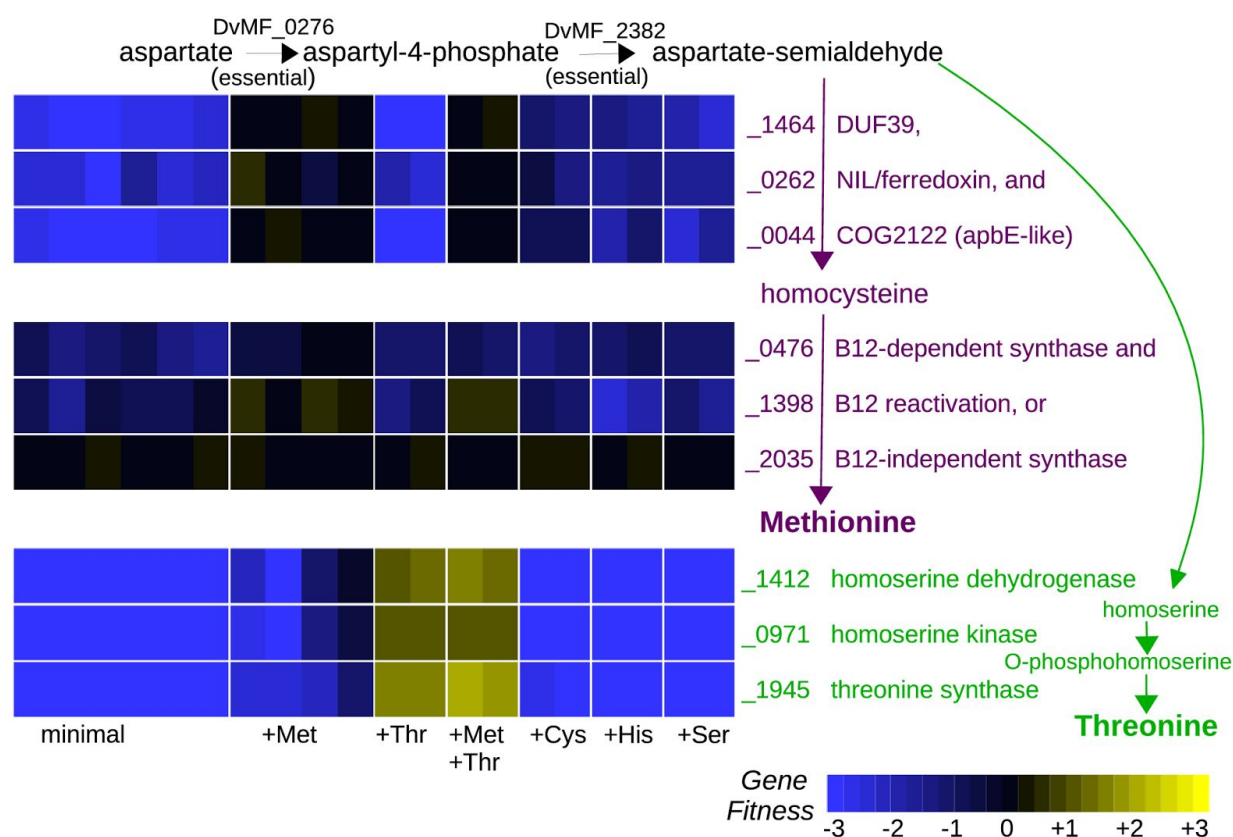 DvMF_0276 DvMF_2382
aspartate aspartyl-4-phosphate aspartate-semialdehyde
(essential) (essential)
_1464 DUF39,
_0262 NIL/ferredoxin, and
_0044 COG2122 (apbE-like)
homocysteine
_0476 B12-dependent synthase and
_1398 B12 reactivation, or
_2035 B12-independent synthase
Methionine
_1412 homoserine dehydrogenase
homoserine
_0971 homoserine kinase
O-phosphohomoserine
_1945 threonine synthase
Threonine
minimal +Met +Thr +Met +Cys +His +Ser
+Thr
Gene
Fitness
-3 -2 -1 0 +1 +2 +3